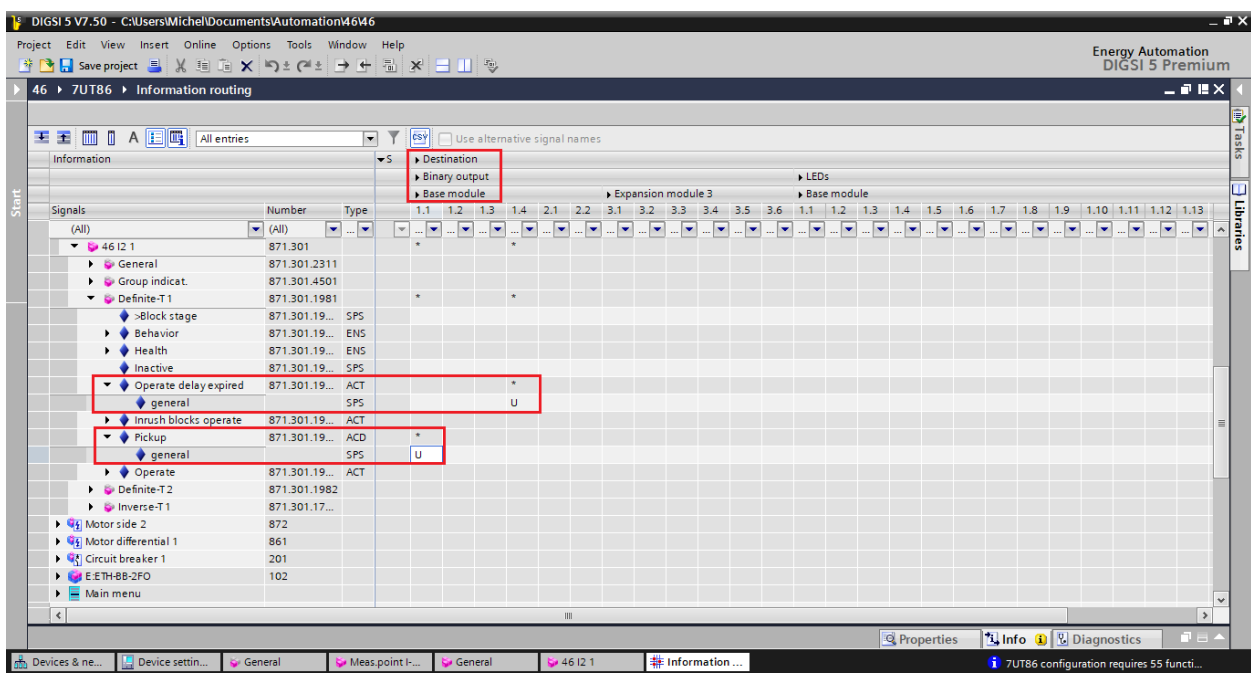 DIGSI 5 V7.50 - C:\Users\Michel\Documents\Automation\46\46
Project Edit View Insert Online Options Tools Window Help
Energy Automation
DIGSI 5 Premium
Save project
46 ▸ 7UT86 ▸ Information routing
Tasks
Libraries
Start
All entries
Use alternative signal names
Information S Destination
Binary output LEDs
Base module Expansion module 3 Base module
Signals Number Type 1.1 1.2 1.3 1.4 2.1 2.2 3.1 3.2 3.3 3.4 3.5 3.6 1.1 1.2 1.3 1.4 1.5 1.6 1.7 1.8 1.9 1.10 1.11 1.12 1.13
(All) (All) ... ... ... ... ... ... ... ... ... ... ... ... ... ... ... ... ... ... ... ... ... ... ... ... ... ...
46 I2 1 871.301 * *
General 871.301.2311
Group indicat. 871.301.4501
Definite-T 1 871.301.1981 * *
>Block stage 871.301.19... SPS
Behavior 871.301.19... ENS
Health 871.301.19... ENS
Inactive 871.301.19... SPS
Operate delay expired 871.301.19... ACT *
general SPS U
Inrush blocks operate 871.301.19... ACT
Pickup 871.301.19... ACD *
general SPS U
Operate 871.301.19... ACT
Definite-T 2 871.301.1982
Inverse-T 1 871.301.17...
Motor side 2 872
Motor differential 1 861
Circuit breaker 1 201
E:ETH-BB-2FO 102
Main menu
Properties Info Diagnostics
Devices & ne... Device settin... General Meas.point I-... General 46 I2 1 Information ... 7UT86 configuration requires 55 functi...